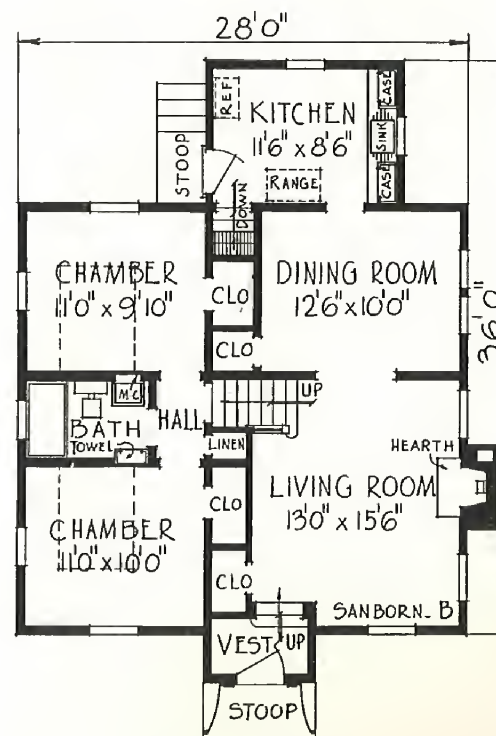 28'0"
REF
KITCHEN
11'6" x 8'6"
CASE
SINK
CASE
STOOP
RANGE
DOWN
CHAMBER
11'0" x 9'10"
CLO
DINING ROOM
12'6" x 10'0"
36'0"
CLO
M.C.
HALL
UP
BATH
TOWEL
LINEN
HEARTH
LIVING ROOM
13'0" x 15'6"
CLO
CHAMBER
11'0" x 10'0"
CLO
SANBORN - B
VEST.
UP
STOOP